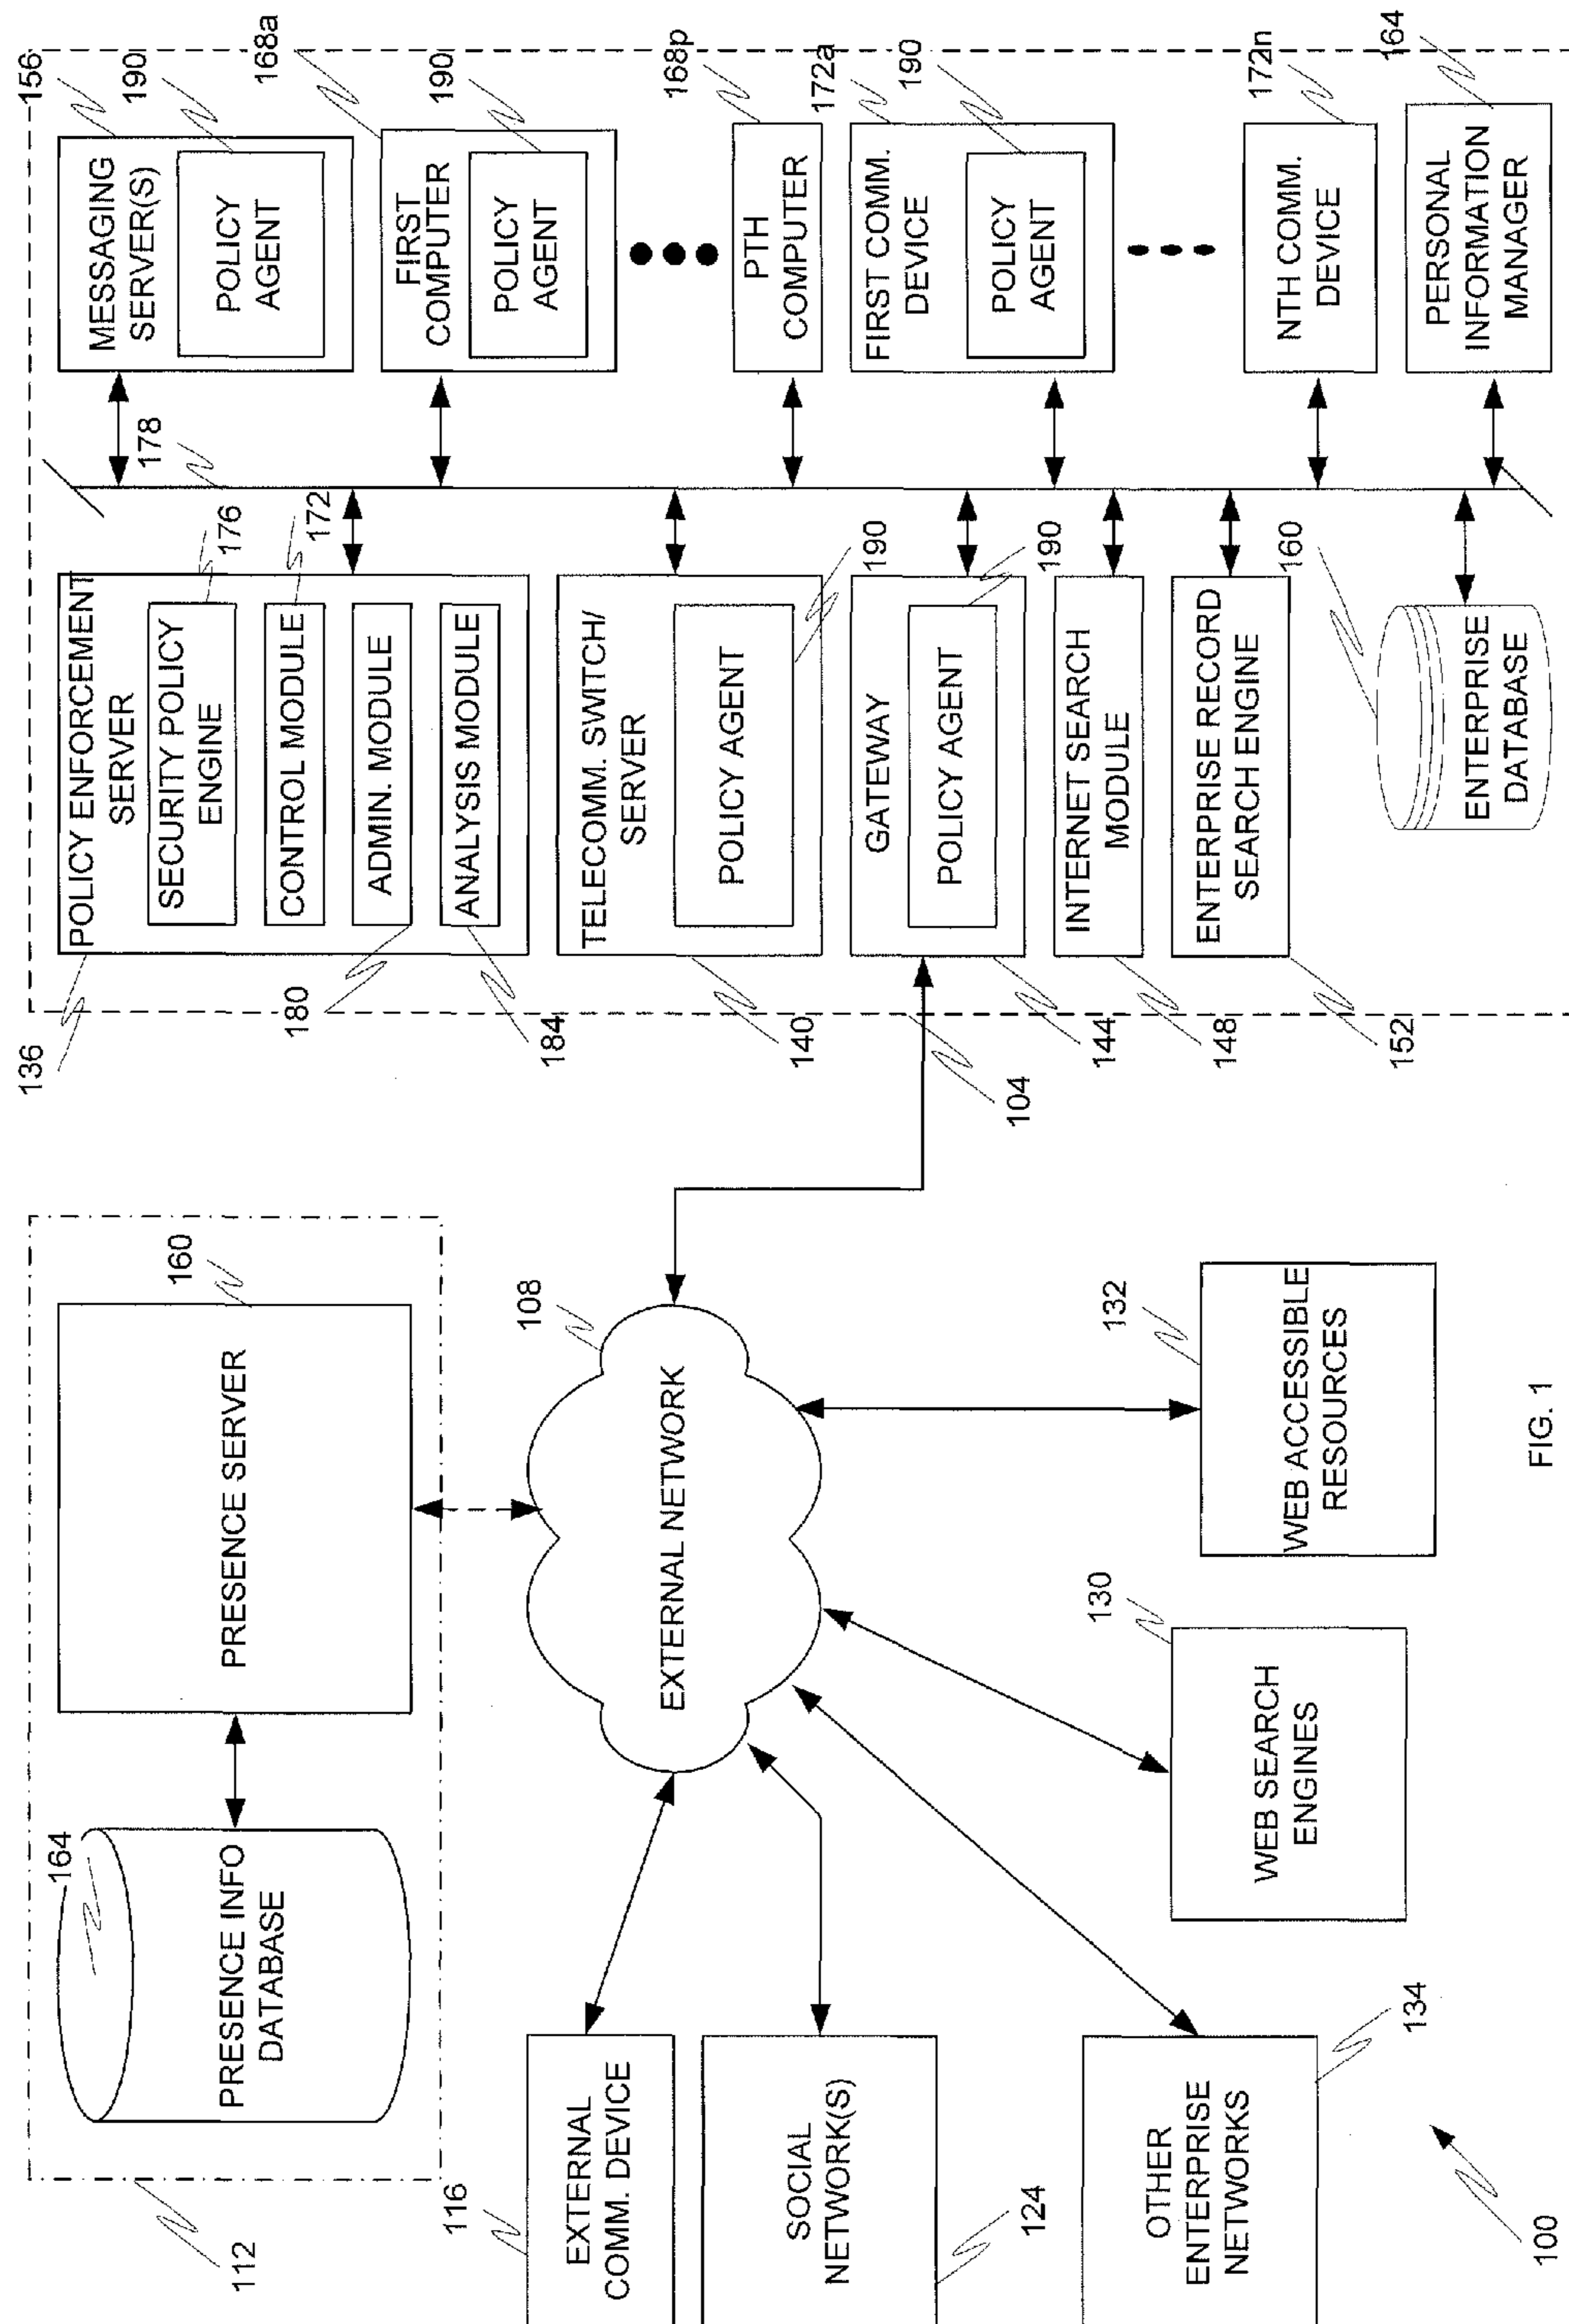 112
164
PRESENCE INFO
DATABASE
PRESENCE SERVER
160
116
EXTERNAL
COMM. DEVICE
SOCIAL
NETWORK(S)
124
OTHER
ENTERPRISE
NETWORKS
134
100
108
EXTERNAL NETWORK
130
WEB SEARCH
ENGINES
132
WEB ACCESSIBLE
RESOURCES
104
136
POLICY ENFORCEMENT
SERVER
SECURITY POLICY
ENGINE
176
CONTROL MODULE
172
ADMIN. MODULE
180
ANALYSIS MODULE
184
TELECOMM. SWITCH/
SERVER
POLICY AGENT
190
140
GATEWAY
POLICY AGENT
190
144
INTERNET SEARCH
MODULE
148
ENTERPRISE RECORD
SEARCH ENGINE
152
160
ENTERPRISE
DATABASE
178
156
MESSAGING
SERVER(S)
190
POLICY
AGENT
168a
FIRST
COMPUTER
190
POLICY
AGENT
168p
PTH
COMPUTER
172a
FIRST COMM.
DEVICE
190
POLICY
AGENT
172n
NTH COMM.
DEVICE
164
PERSONAL
INFORMATION
MANAGER
FIG. 1